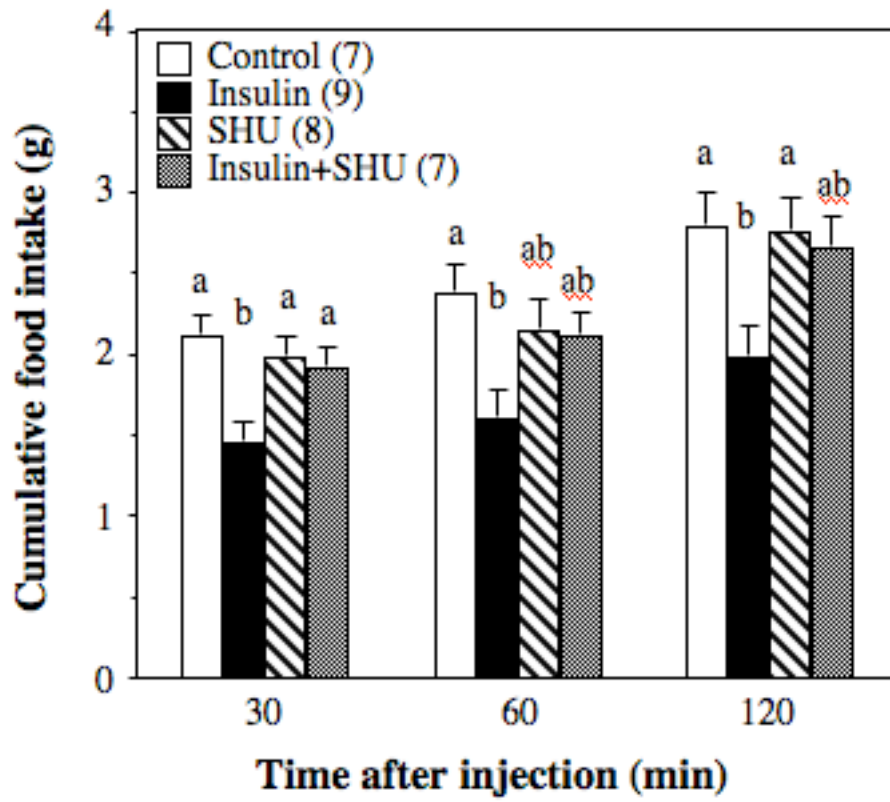 Cumulative food intake (g)
4
3
2
1
0
Control (7)
Insulin (9)
SHU (8)
Insulin+SHU (7)
a
b
a
a
a
b
ab
ab
a
b
a
ab
30
60
120
Time after injection (min)